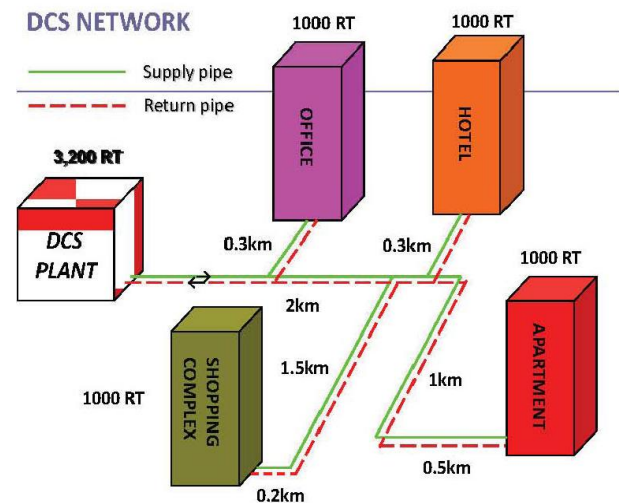 DCS NETWORK
Supply pipe
Return pipe
1000 RT
1000 RT
OFFICE
HOTEL
3,200 RT
DCS
PLANT
0.3km
0.3km
1000 RT
2km
SHOPPING
COMPLEX
1.5km
1km
APARTMENT
1000 RT
0.5km
0.2km